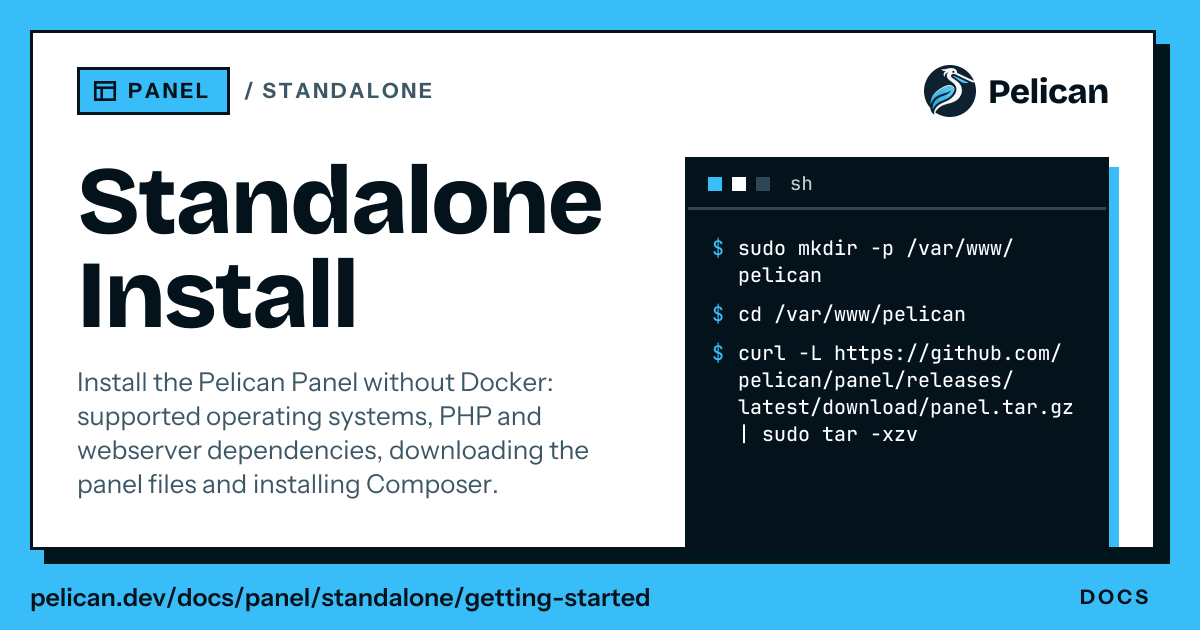 PANEL / STANDALONE
Pelican
Standalone
Install
Install the Pelican Panel without Docker:
supported operating systems, PHP and
webserver dependencies, downloading the
panel files and installing Composer.
sh
$ sudo mkdir -p /var/www/
pelican
$ cd /var/www/pelican
$ curl -L https://github.com/
pelican/panel/releases/
latest/download/panel.tar.gz
| sudo tar -xzv
pelican.dev/docs/panel/standalone/getting-started
DOCS